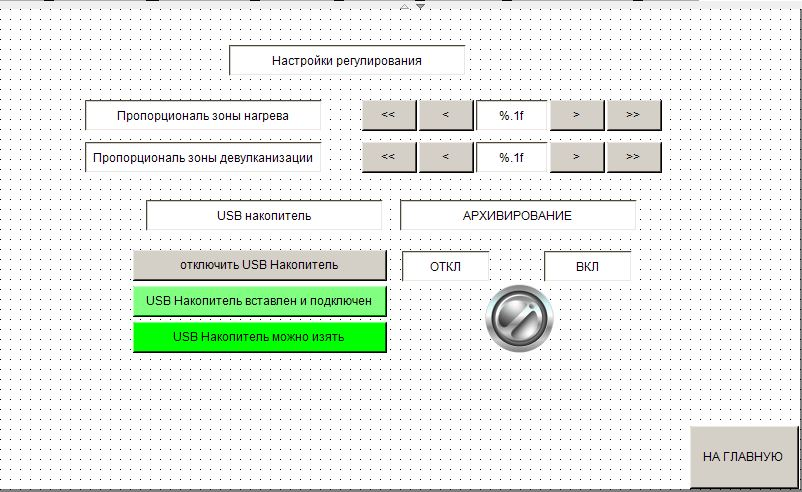 Настройки регулирования
Пропорциональ зоны нагрева << < %.1f > >>
Пропорциональ зоны девулканизации << < %.1f > >>
USB накопитель АРХИВИРОВАНИЕ
отключить USB Накопитель ОТКЛ ВКЛ
USB Накопитель вставлен и подключен
USB Накопитель можно изять
НА ГЛАВНУЮ